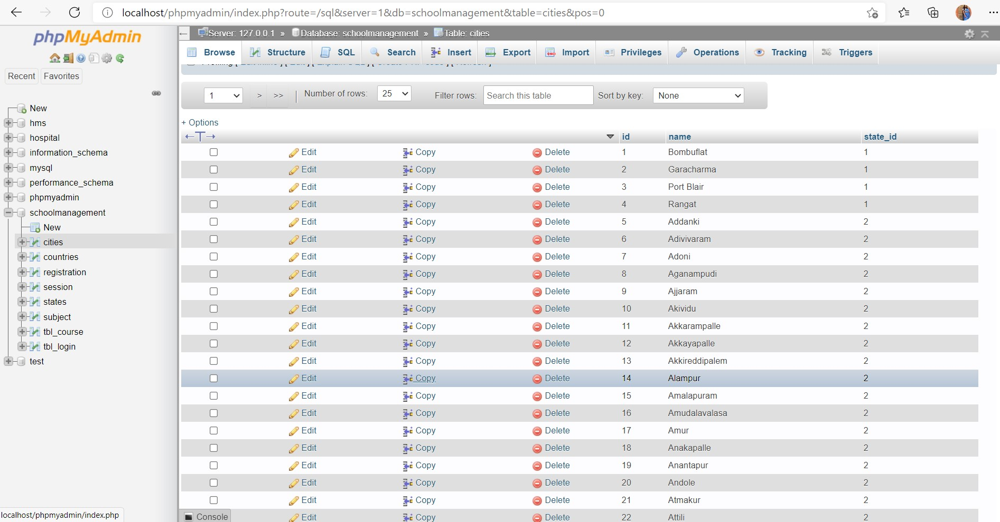 localhost/phpmyadmin/index.php?route=/sql&server=1&db=schoolmanagement&table=cities&pos=0
phpMyAdmin
Recent Favorites
New
hms
hospital
information_schema
mysql
performance_schema
phpmyadmin
schoolmanagement
New
cities
countries
registration
session
states
subject
tbl_course
tbl_login
test
localhost/phpmyadmin/index.php
Server: 127.0.0.1 » Database: schoolmanagement » Table: cities
Browse Structure SQL Search Insert Export Import Privileges Operations Tracking Triggers
1 > >> | Number of rows: 25 Filter rows: Search this table Sort by key: None
+ Options
←T→ id name state_id
Edit Copy Delete 1 Bombuflat 1
Edit Copy Delete 2 Garacharma 1
Edit Copy Delete 3 Port Blair 1
Edit Copy Delete 4 Rangat 1
Edit Copy Delete 5 Addanki 2
Edit Copy Delete 6 Adivivaram 2
Edit Copy Delete 7 Adoni 2
Edit Copy Delete 8 Aganampudi 2
Edit Copy Delete 9 Ajjaram 2
Edit Copy Delete 10 Akividu 2
Edit Copy Delete 11 Akkarampalle 2
Edit Copy Delete 12 Akkayapalle 2
Edit Copy Delete 13 Akkireddipalem 2
Edit Copy Delete 14 Alampur 2
Edit Copy Delete 15 Amalapuram 2
Edit Copy Delete 16 Amudalavalasa 2
Edit Copy Delete 17 Amur 2
Edit Copy Delete 18 Anakapalle 2
Edit Copy Delete 19 Anantapur 2
Edit Copy Delete 20 Andole 2
Edit Copy Delete 21 Atmakur 2
Edit Copy Delete 22 Attili 2
Console